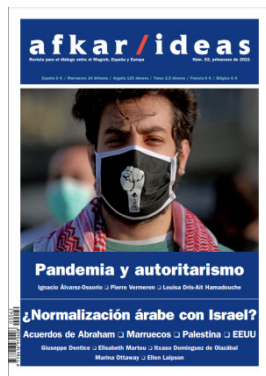 afkar/ideas
Revista para el diálogo entre el Magreb, España y Europa
Núm. 62, primavera de 2021
España 6 € / Marruecos 24 dirhams / Argelia 120 dinares / Túnez 2,5 dinares / Francia 6 € / Bélgica 6 €
Pandemia y autoritarismo
Ignacio Álvarez-Ossorio □ Pierre Vermeren □ Louisa Dris-Aït Hamadouche
¿Normalización árabe con Israel?
Acuerdos de Abraham □ Marruecos □ Palestina □ EEUU
Giuseppe Dentice □ Elisabeth Marteu □ Itxaso Domínguez de Olazábal
Marina Ottaway □ Ellen Laipson